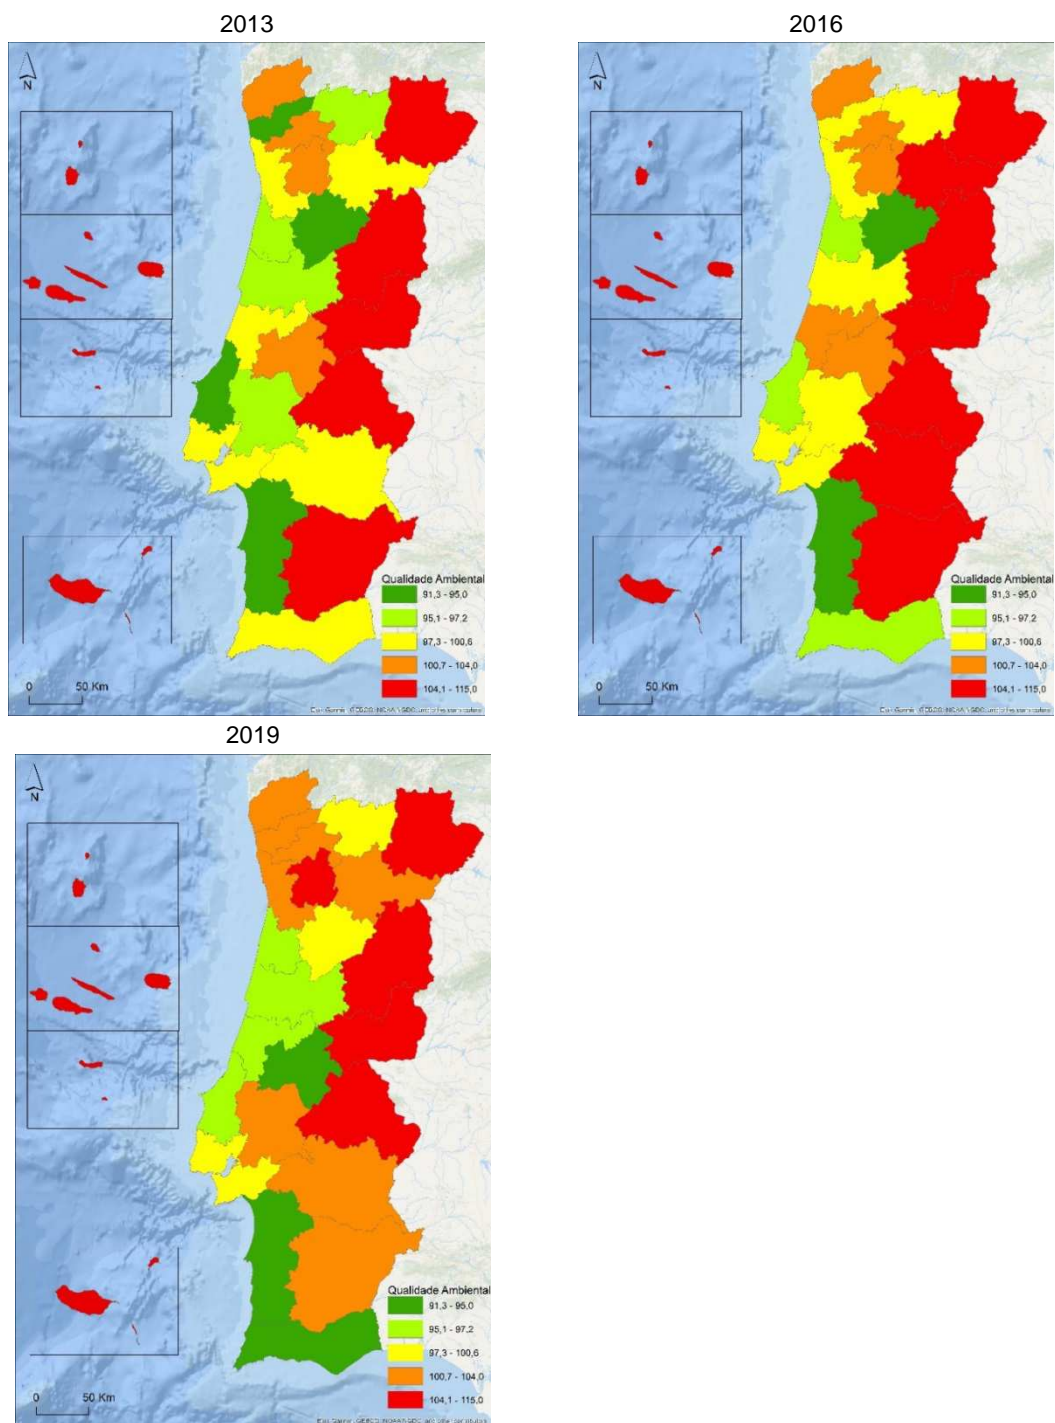 2013
2016
N
Qualidade Ambiental
91,3 - 95,0
95,1 - 97,2
97,3 - 100,6
100,7 - 104,0
104,1 - 115,0
0 50 Km
N
Qualidade Ambiental
91,3 - 95,0
95,1 - 97,2
97,3 - 100,6
100,7 - 104,0
104,1 - 115,0
0 50 Km
2019
N
Qualidade Ambiental
91,3 - 95,0
95,1 - 97,2
97,3 - 100,6
100,7 - 104,0
104,1 - 115,0
0 50 Km